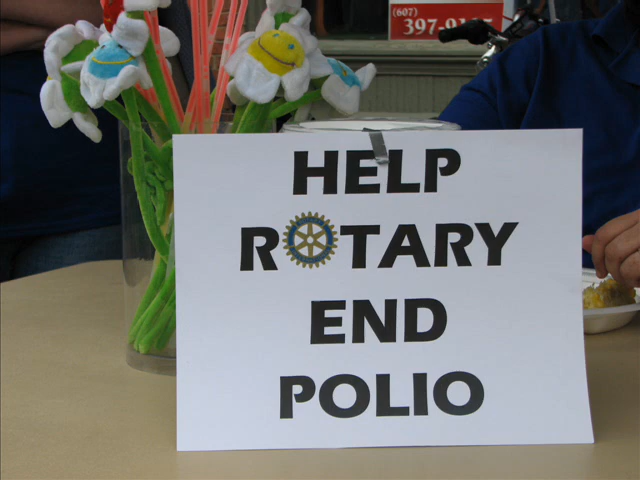 (607)
HELP
ROTARY
END
POLIO